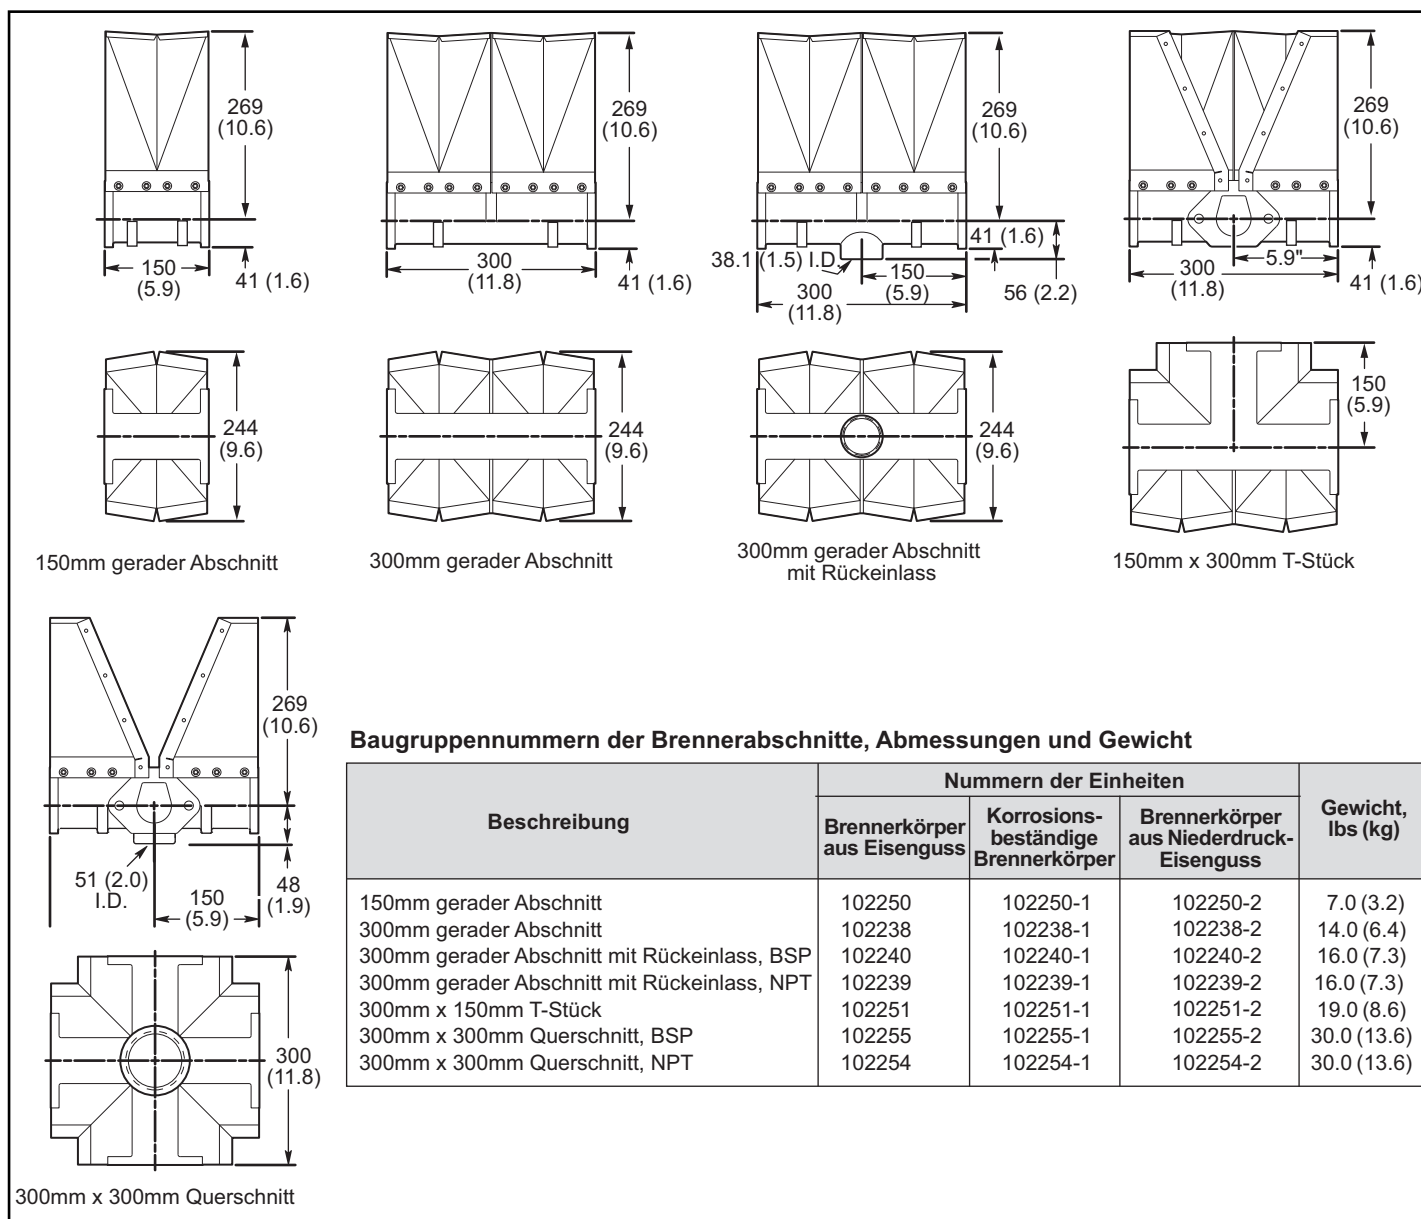 269
(10.6)
150
(5.9)
41 (1.6)
269
(10.6)
300
(11.8)
41 (1.6)
269
(10.6)
41 (1.6)
38.1 (1.5) I.D.
150
(5.9)
300
(11.8)
56 (2.2)
269
(10.6)
5.9"
300
(11.8)
41 (1.6)
244
(9.6)
244
(9.6)
244
(9.6)
150
(5.9)
150mm gerader Abschnitt
300mm gerader Abschnitt
300mm gerader Abschnitt
mit Rückeinlass
150mm x 300mm T-Stück
269
(10.6)
51 (2.0)
I.D.
150
(5.9)
48
(1.9)
300
(11.8)
300mm x 300mm Querschnitt
Baugruppennummern der Brennerabschnitte, Abmessungen und Gewicht
Beschreibung
Nummern der Einheiten
Gewicht,
lbs (kg)
Brennerkörper
aus Eisenguss
Korrosions-
beständige
Brennerkörper
Brennerkörper
aus Niederdruck-
Eisenguss
150mm gerader Abschnitt 102250 102250-1 102250-2 7.0 (3.2)
300mm gerader Abschnitt 102238 102238-1 102238-2 14.0 (6.4)
300mm gerader Abschnitt mit Rückeinlass, BSP 102240 102240-1 102240-2 16.0 (7.3)
300mm gerader Abschnitt mit Rückeinlass, NPT 102239 102239-1 102239-2 16.0 (7.3)
300mm x 150mm T-Stück 102251 102251-1 102251-2 19.0 (8.6)
300mm x 300mm Querschnitt, BSP 102255 102255-1 102255-2 30.0 (13.6)
300mm x 300mm Querschnitt, NPT 102254 102254-1 102254-2 30.0 (13.6)